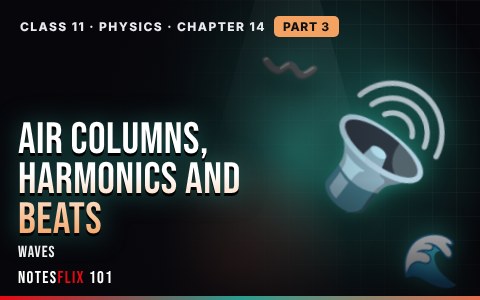 CLASS 11 · PHYSICS · CHAPTER 14 PART 3
AIR COLUMNS,
HARMONICS AND
BEATS
WAVES
NOTESFLIX 101